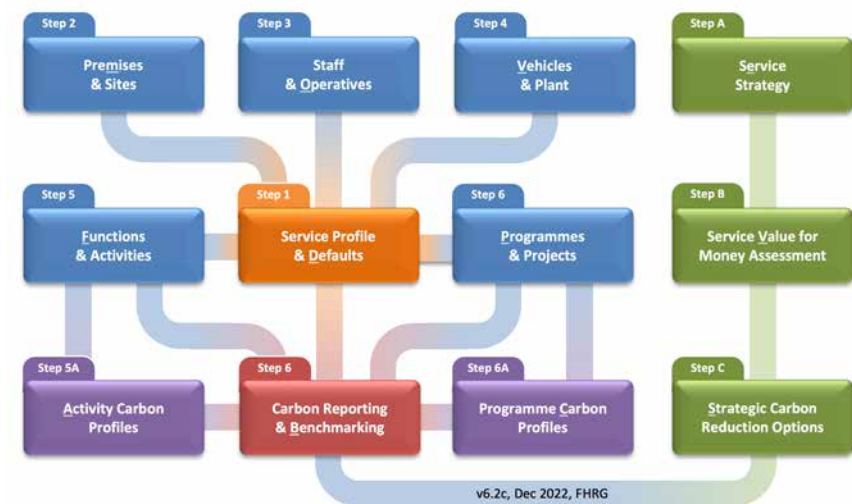 Step 2
Premises
& Sites
Step 3
Staff
& Operatives
Step 4
Vehicles
& Plant
Step A
Service
Strategy
Step 5
Functions
& Activities
Step 1
Service Profile
& Defaults
Step 6
Programmes
& Projects
Step B
Service Value for
Money Assessment
Step 5A
Activity Carbon
Profiles
Step 6
Carbon Reporting
& Benchmarking
Step 6A
Programme Carbon
Profiles
Step C
Strategic Carbon
Reduction Options
v6.2c, Dec 2022, FHRG